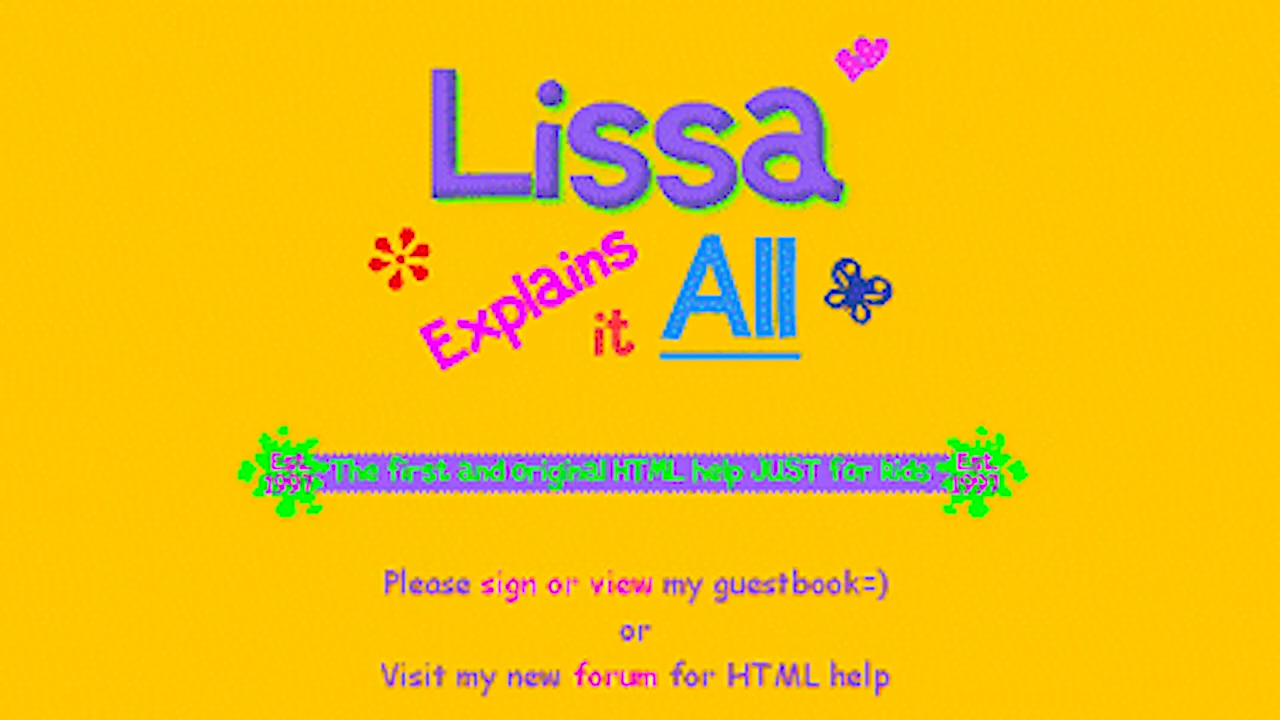 Lissa
Explains it All
Est. 1997 The first and original HTML help JUST for kids Est. 1997
Please sign or view my guestbook=)
or
Visit my new forum for HTML help